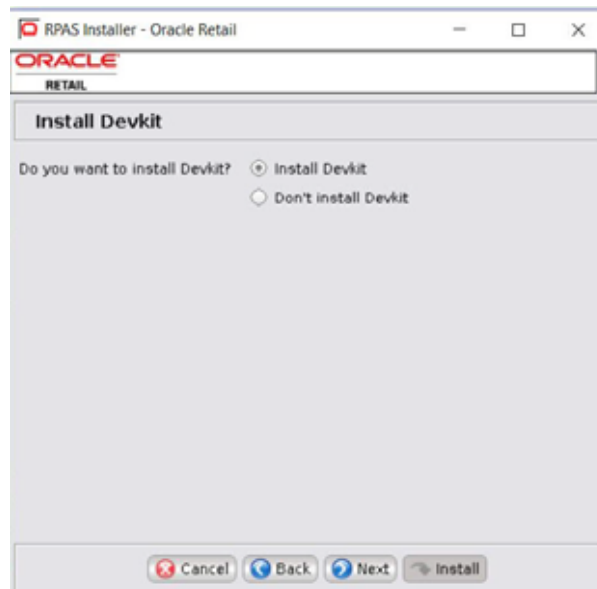 RPAS Installer - Oracle Retail
ORACLE
RETAIL
Install Devkit
Do you want to install Devkit? Install Devkit
Don't install Devkit
Cancel Back Next Install